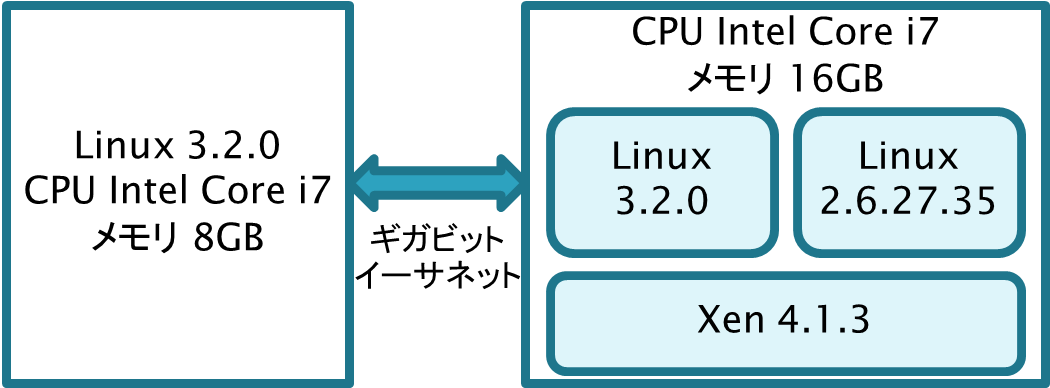 Linux 3.2.0
CPU Intel Core i7
メモリ 8GB
ギガビット
イーサネット
CPU Intel Core i7
メモリ 16GB
Linux
3.2.0
Linux
2.6.27.35
Xen 4.1.3